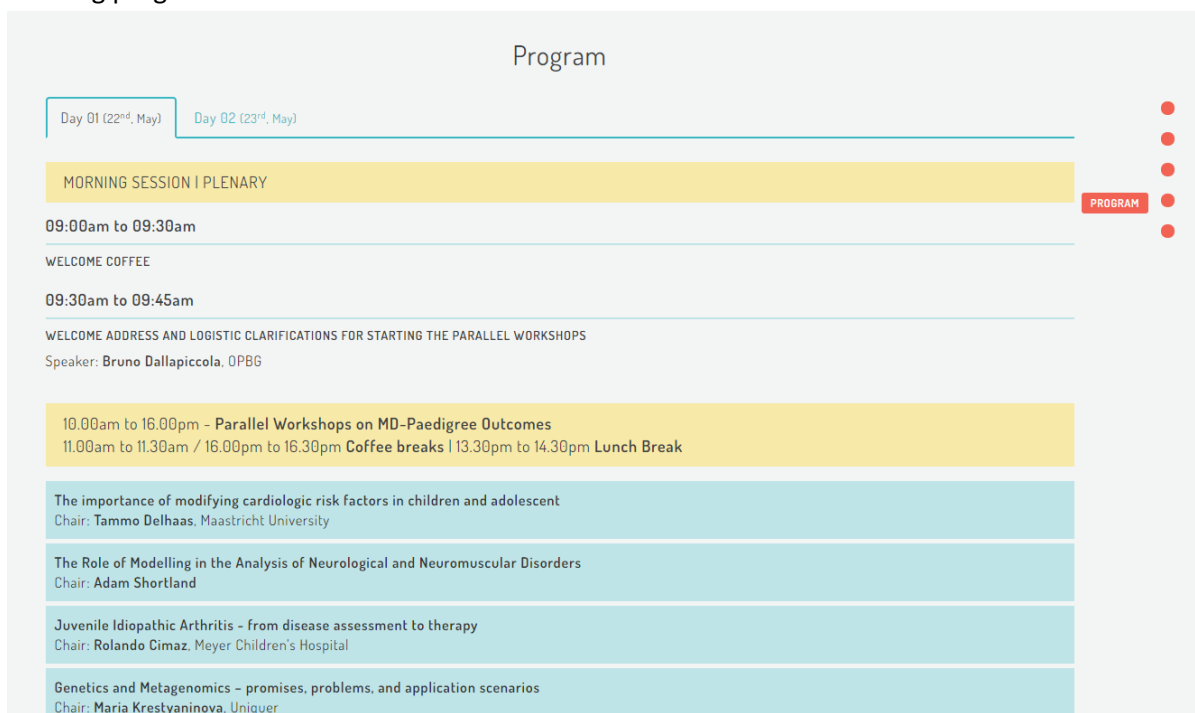 Program
Day 01 (22nd, May) Day 02 (23rd, May)
MORNING SESSION | PLENARY
PROGRAM
09:00am to 09:30am
WELCOME COFFEE
09:30am to 09:45am
WELCOME ADDRESS AND LOGISTIC CLARIFICATIONS FOR STARTING THE PARALLEL WORKSHOPS
Speaker: Bruno Dallapiccola, OPBG
10.00am to 16.00pm - Parallel Workshops on MD-Paedigree Outcomes
11.00am to 11.30am / 16.00pm to 16.30pm Coffee breaks | 13.30pm to 14.30pm Lunch Break
The importance of modifying cardiologic risk factors in children and adolescent
Chair: Tammo Delhaas, Maastricht University
The Role of Modelling in the Analysis of Neurological and Neuromuscular Disorders
Chair: Adam Shortland
Juvenile Idiopathic Arthritis - from disease assessment to therapy
Chair: Rolando Cimaz, Meyer Children's Hospital
Genetics and Metagenomics – promises, problems, and application scenarios
Chair: Maria Krestyaninova, Uniquer